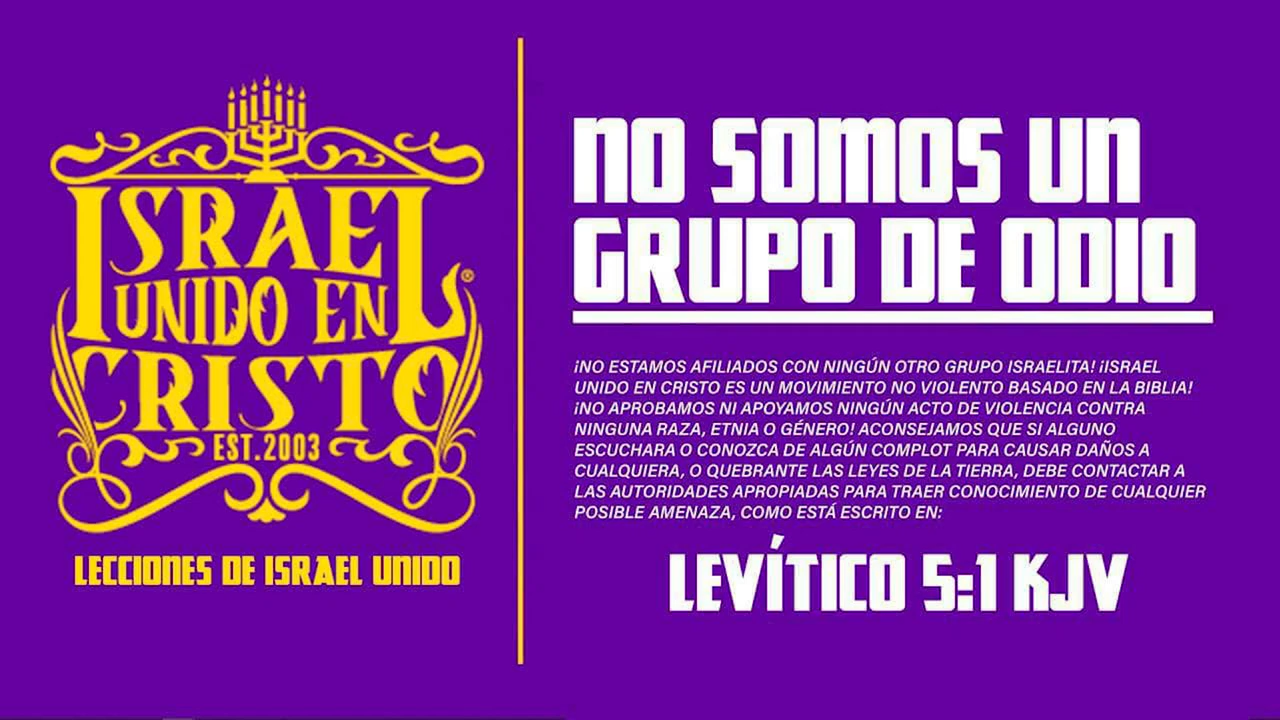 ISRAEL
UNIDO EN
CRISTO
EST.2003
LECCIONES DE ISRAEL UNIDO
NO SOMOS UN
GRUPO DE ODIO
¡NO ESTAMOS AFILIADOS CON NINGÚN OTRO GRUPO ISRAELITA! ¡ISRAEL
UNIDO EN CRISTO ES UN MOVIMIENTO NO VIOLENTO BASADO EN LA BIBLIA!
¡NO APROBAMOS NI APOYAMOS NINGÚN ACTO DE VIOLENCIA CONTRA
NINGUNA RAZA, ETNIA O GÉNERO! ACONSEJAMOS QUE SI ALGUNO
ESCUCHARA O CONOZCA DE ALGÚN COMPLOT PARA CAUSAR DAÑOS A
CUALQUIERA, O QUEBRANTE LAS LEYES DE LA TIERRA, DEBE CONTACTAR A
LAS AUTORIDADES APROPIADAS PARA TRAER CONOCIMIENTO DE CUALQUIER
POSIBLE AMENAZA, COMO ESTÁ ESCRITO EN:
LEVÍTICO 5:1 KJV